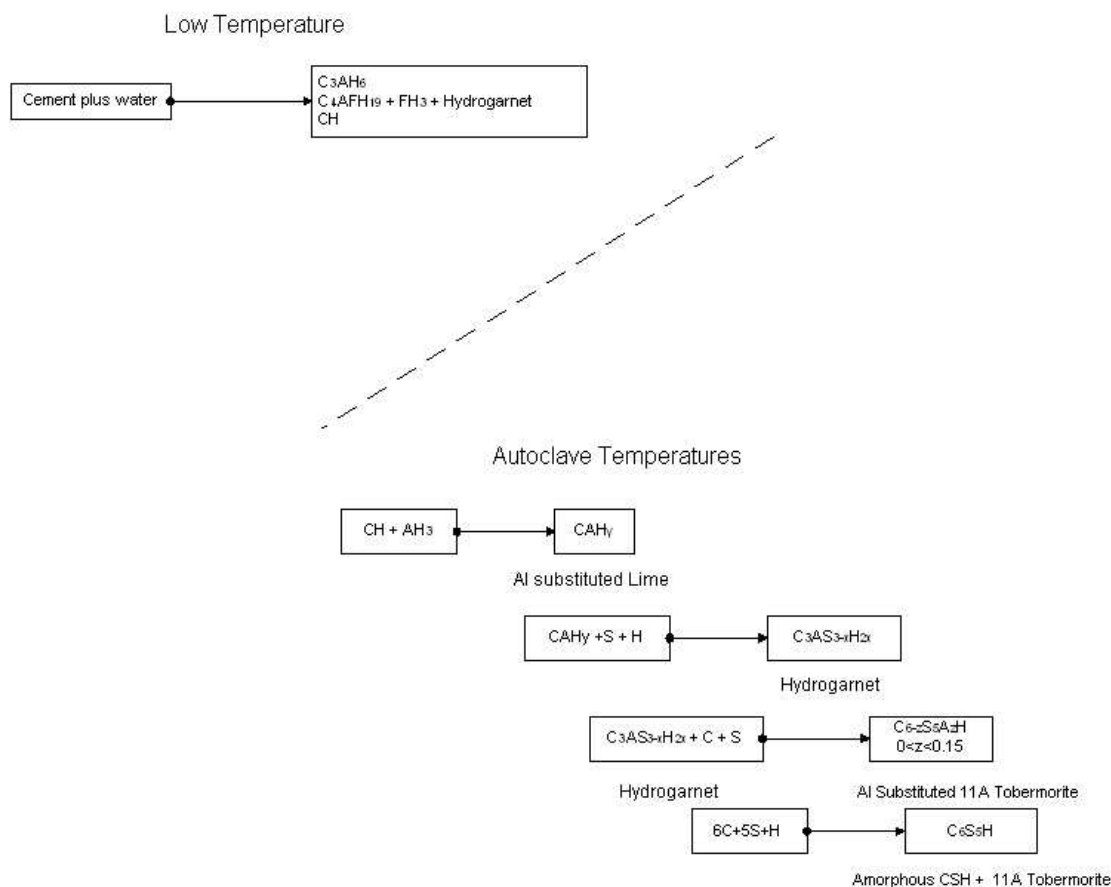 Low Temperature
Cement plus water
C3AH6
C4AFH19 + FH3 + Hydrogarnet
CH
Autoclave Temperatures
CH + AH3
CAHy
Al substituted Lime
CAHy +S + H
C3AS3-xH2x
Hydrogarnet
C3AS3-xH2x + C + S
C6-zS5AzH
0<z<0.15
Hydrogarnet
Al Substituted 11A Tobermorite
6C+5S+H
C6S5H
Amorphous CSH + 11A Tobermorite